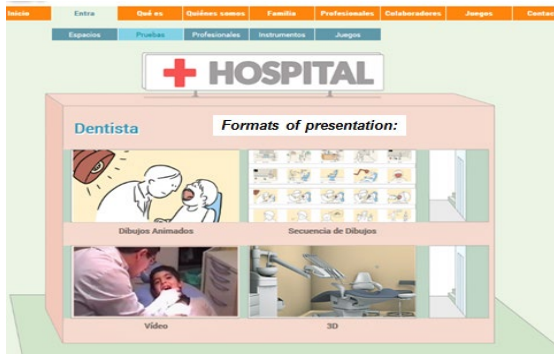 Inicio Entra Qué es Quiénes somos Familia Profesionales Colaboradores Juegos Contac
Espacios Pruebas Profesionales Instrumentos Juegos
HOSPITAL
Dentista
Formats of presentation:
Dibujos Animados Secuencia de Dibujos
Vídeo 3D